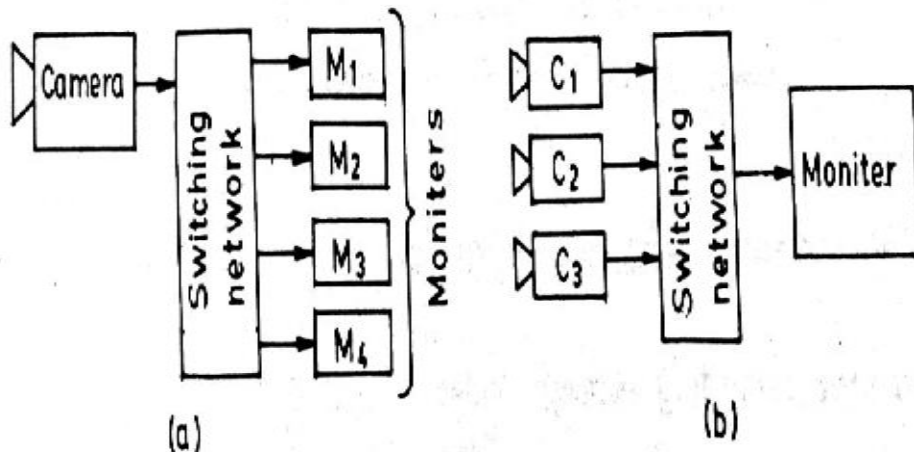 Camera
Switching
network
M1
M2
M3
M4
Moniters
(a)
C1
C2
C3
Switching
network
Moniter
(b)